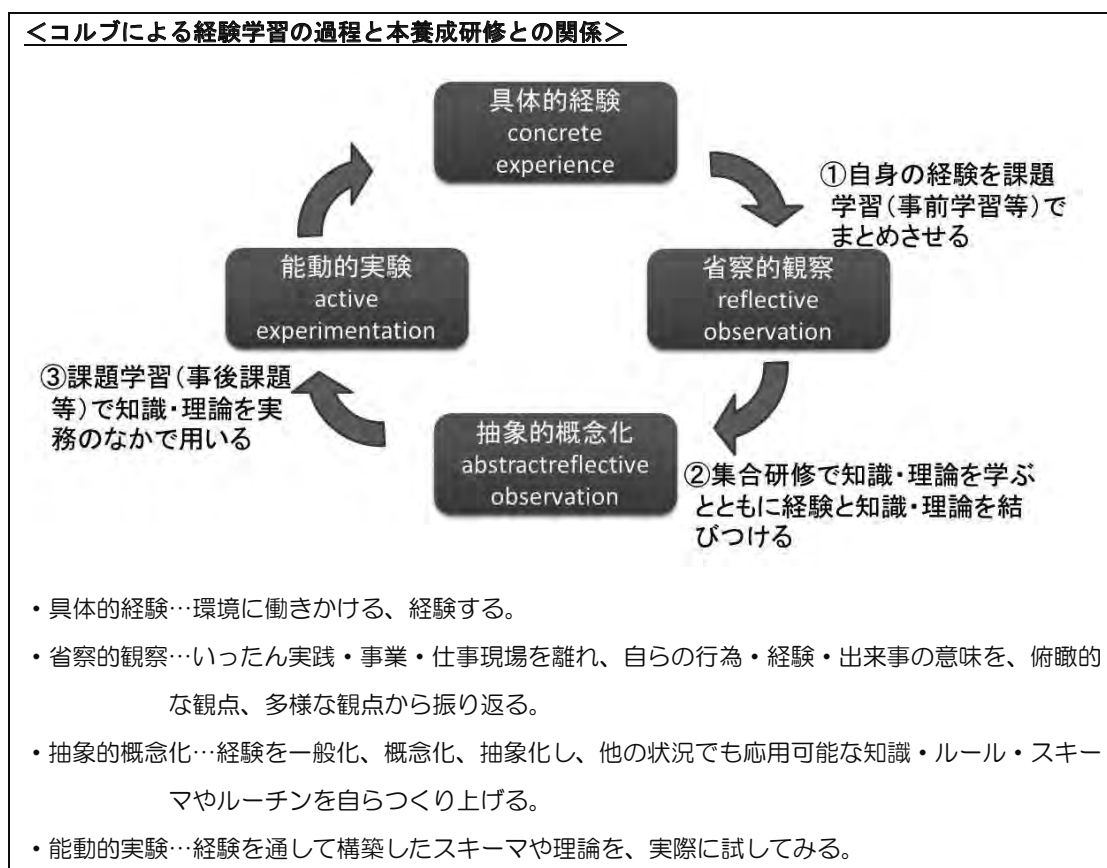 ＜コルブによる経験学習の過程と本養成研修との関係＞
具体的経験
concrete
experience
①自身の経験を課題
学習（事前学習等）で
まとめさせる
能動的実験
active
experimentation
省察的観察
reflective
observation
③課題学習（事後課題
等）で知識・理論を実
務のなかで用いる
抽象的概念化
abstractreflective
observation
②集合研修で知識・理論を学ぶ
とともに経験と知識・理論を結
びつける
・具体的経験…環境に働きかける、経験する。
・省察的観察…いったん実践・事業・仕事現場を離れ、自らの行為・経験・出来事の意味を、俯瞰的
な観点、多様な観点から振り返る。
・抽象的概念化…経験を一般化、概念化、抽象化し、他の状況でも応用可能な知識・ルール・スキー
マやルーチンを自らつくり上げる。
・能動的実験…経験を通して構築したスキーマや理論を、実際に試してみる。